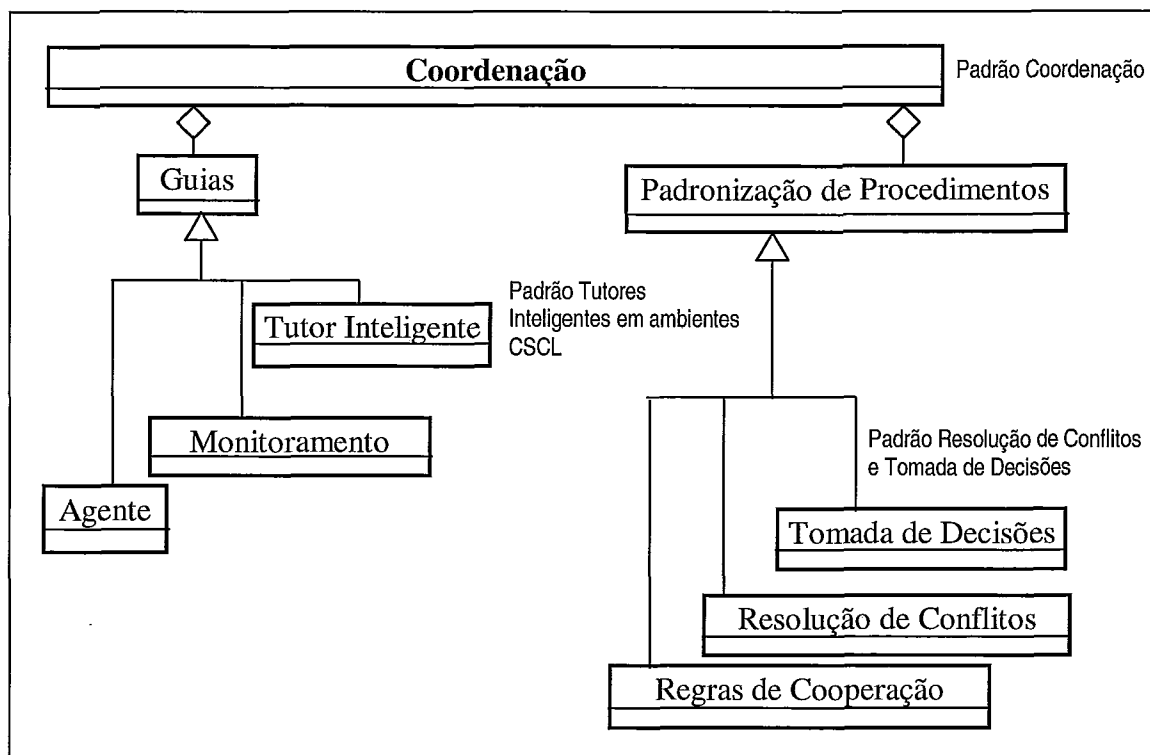 Coordenação
Padrão Coordenação
Guias
Padronização de Procedimentos
Padrão Tutores
Inteligentes em ambientes
CSCL
Tutor Inteligente
Monitoramento
Agente
Padrão Resolução de Conflitos
e Tomada de Decisões
Tomada de Decisões
Resolução de Conflitos
Regras de Cooperação